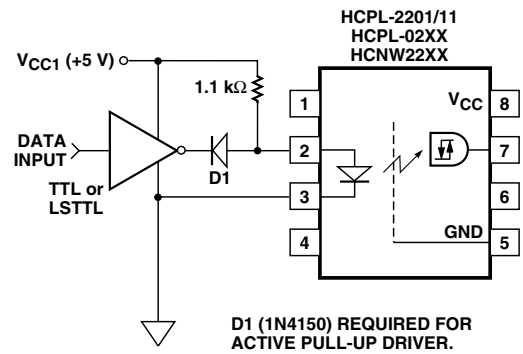 HCPL-2201/11
HCPL-02XX
HCNW22XX
VCC1 (+5 V)
1.1 kΩ
DATA
INPUT
TTL or
LSTTL
D1
1
2
3
4
VCC
8
7
6
GND
5
D1 (1N4150) REQUIRED FOR
ACTIVE PULL-UP DRIVER.